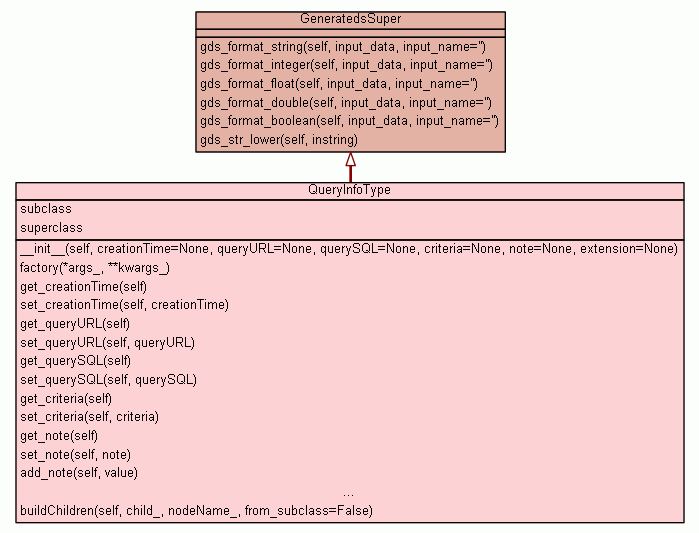 GeneratedsSuper
gds_format_string(self, input_data, input_name='')
gds_format_integer(self, input_data, input_name='')
gds_format_float(self, input_data, input_name='')
gds_format_double(self, input_data, input_name='')
gds_format_boolean(self, input_data, input_name='')
gds_str_lower(self, instring)
QueryInfoType
subclass
superclass
__init__(self, creationTime=None, queryURL=None, querySQL=None, criteria=None, note=None, extension=None)
factory(*args_, **kwargs_)
get_creationTime(self)
set_creationTime(self, creationTime)
get_queryURL(self)
set_queryURL(self, queryURL)
get_querySQL(self)
set_querySQL(self, querySQL)
get_criteria(self)
set_criteria(self, criteria)
get_note(self)
set_note(self, note)
add_note(self, value)
...
buildChildren(self, child_, nodeName_, from_subclass=False)